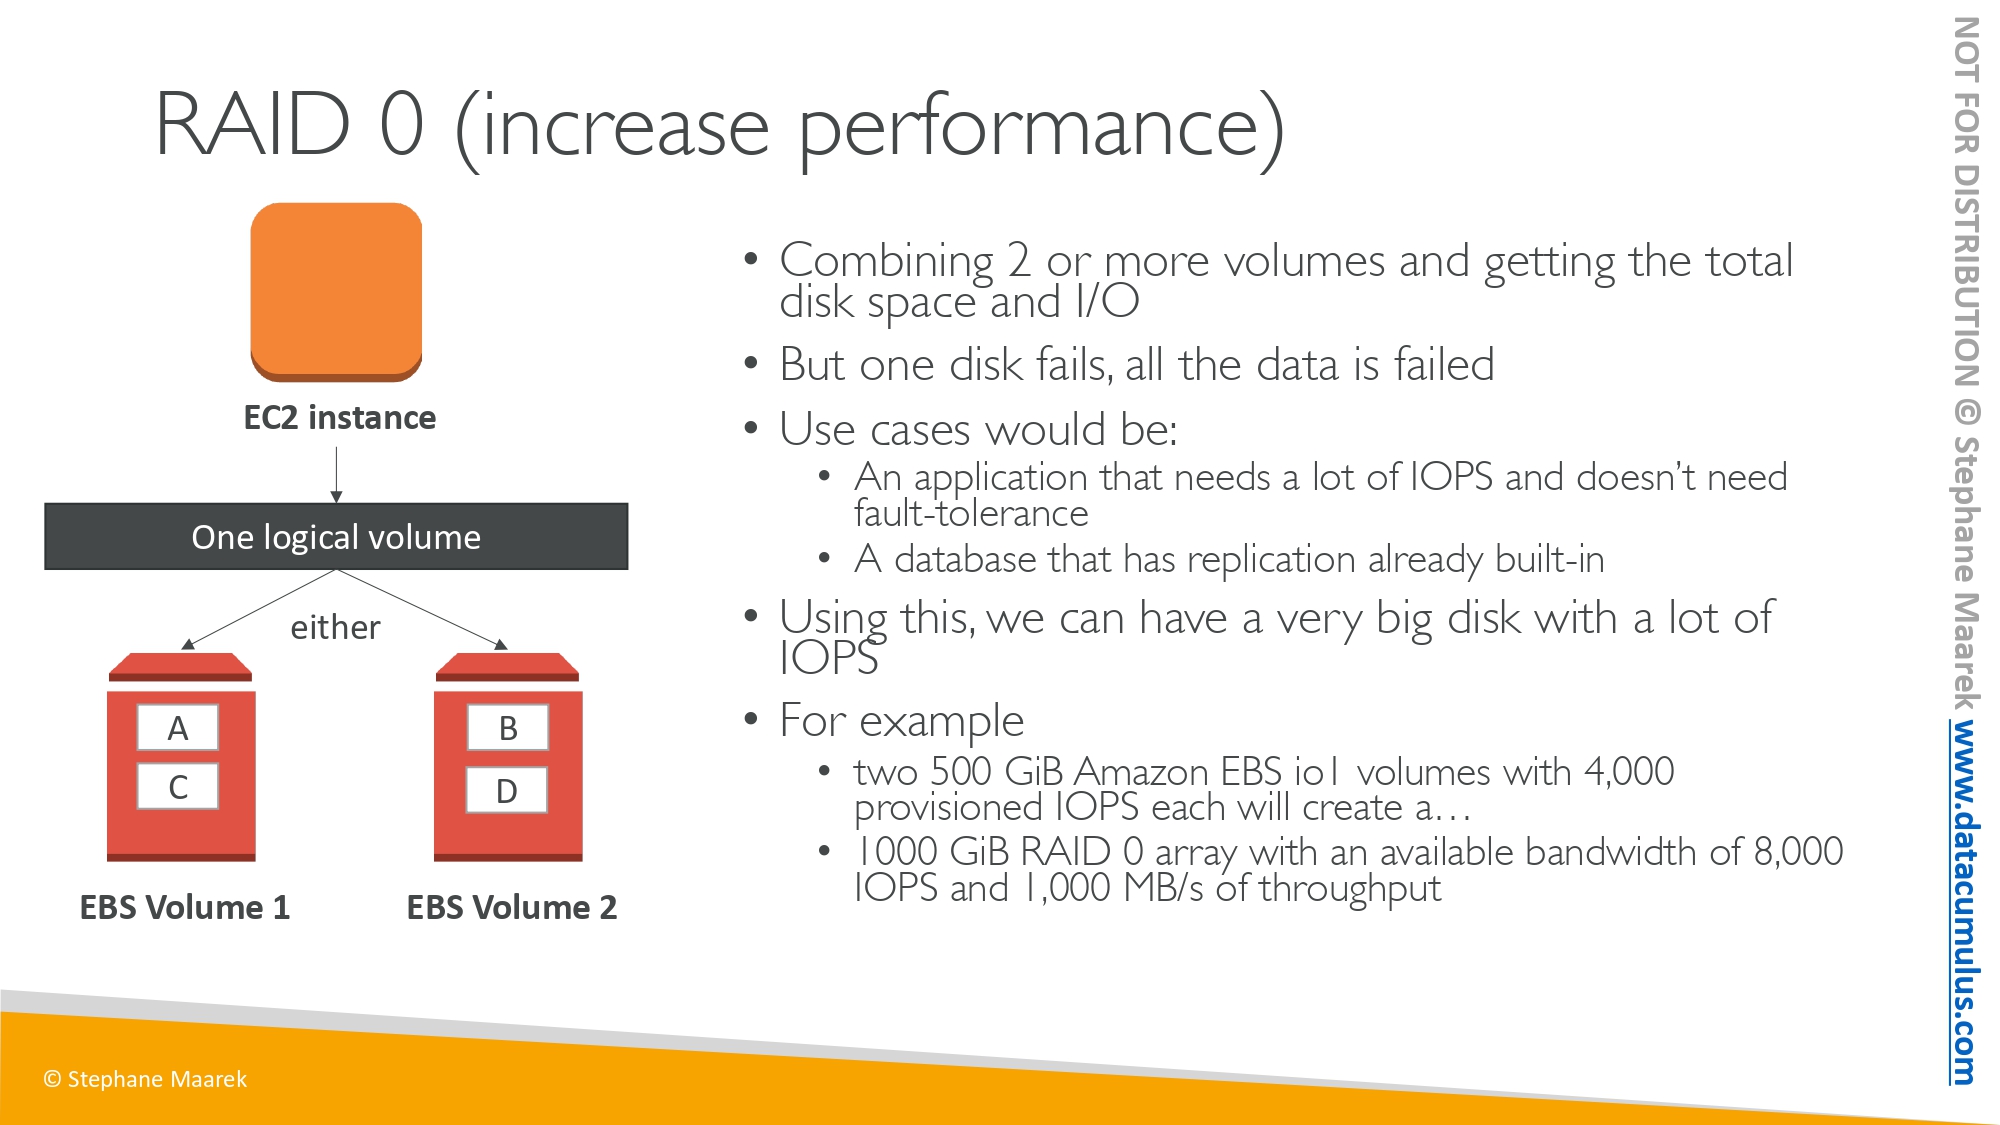 RAID 0 (increase performance)
EC2 instance
One logical volume
either
A
B
C
D
EBS Volume 1
EBS Volume 2
• Combining 2 or more volumes and getting the total
disk space and I/O
• But one disk fails, all the data is failed
• Use cases would be:
• An application that needs a lot of IOPS and doesn’t need
fault-tolerance
• A database that has replication already built-in
• Using this, we can have a very big disk with a lot of
IOPS
• For example
• two 500 GiB Amazon EBS io1 volumes with 4,000
provisioned IOPS each will create a…
• 1000 GiB RAID 0 array with an available bandwidth of 8,000
IOPS and 1,000 MB/s of throughput
NOT FOR DISTRIBUTION © Stephane Maarek www.datacumulus.com
© Stephane Maarek